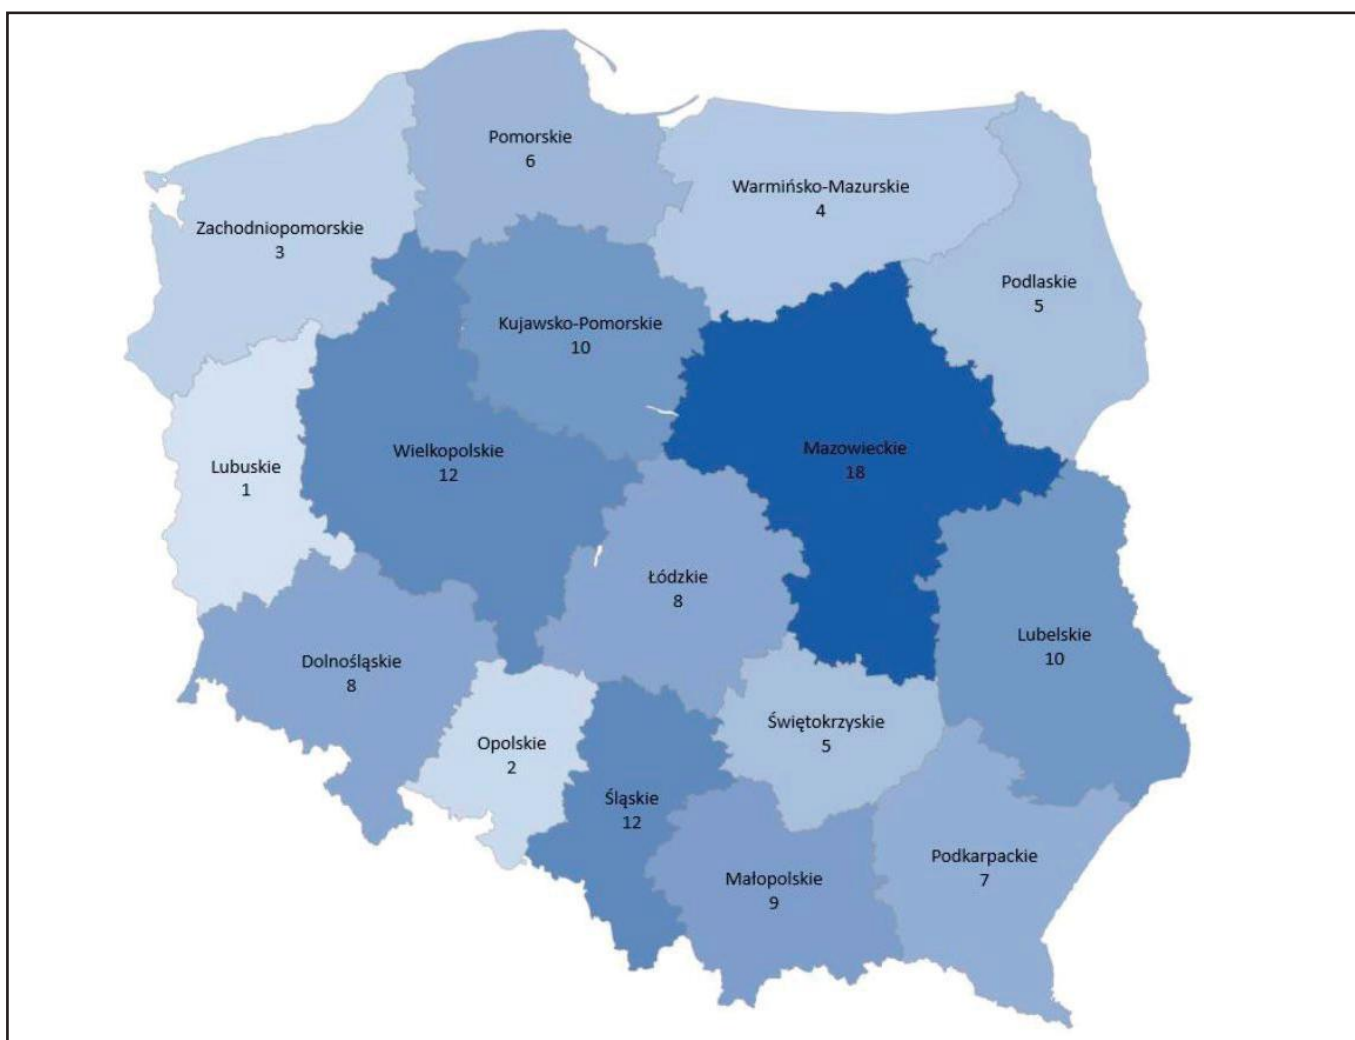 Pomorskie
6
Warmińsko-Mazurskie
4
Zachodniopomorskie
3
Podlaskie
5
Kujawsko-Pomorskie
10
Wielkopolskie
12
Mazowieckie
18
Lubuskie
1
Łódzkie
8
Lubelskie
10
Dolnośląskie
8
Świętokrzyskie
5
Opolskie
2
Śląskie
12
Podkarpackie
7
Małopolskie
9